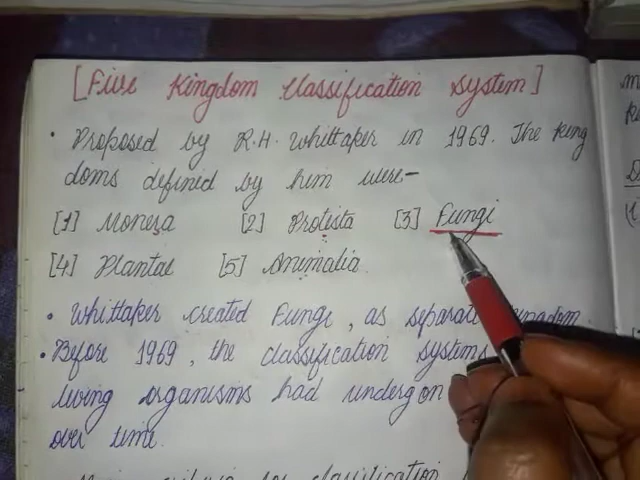 [Five Kingdom Classification System]
• Proposed by R.H. Whittaker in 1969. The king
doms defined by him were-
[1] Monera [2] Protista [3] Fungi
[4] Plantae [5] Animalia.
• Whittaker created Fungi, as separate kingdom.
• Before 1969, the classification systems
living organisms had undergon
over time.